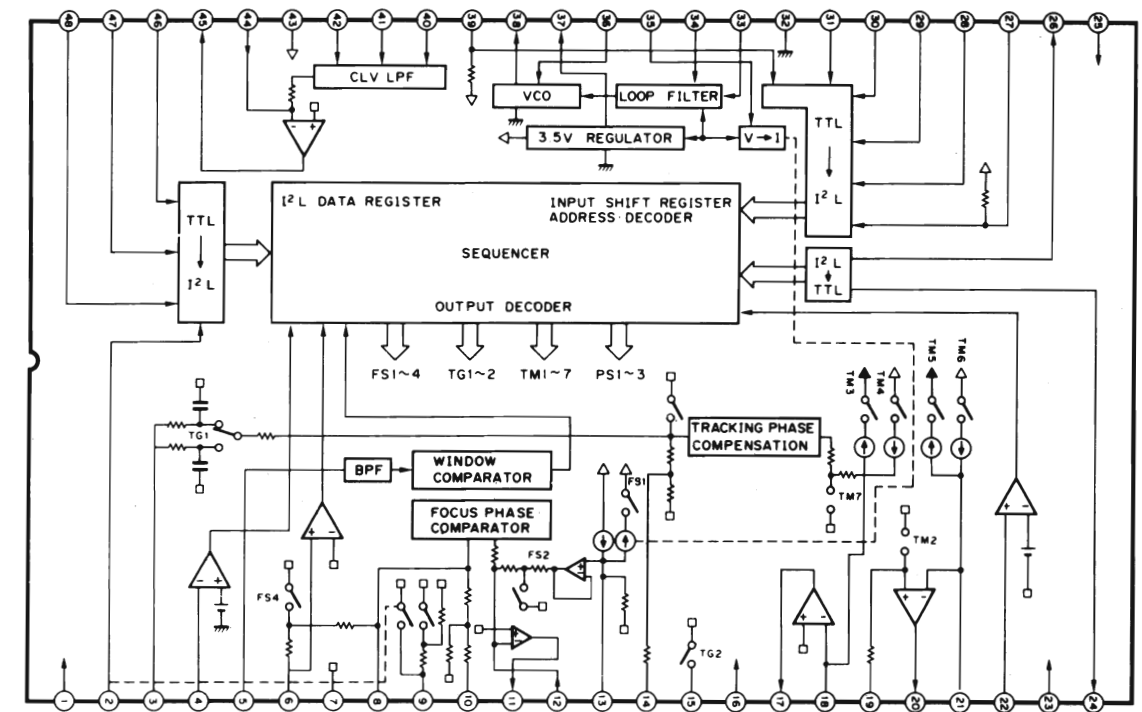 48 47 46 45 44 43 42 41 40 39 38 37 36 35 34 33 32 31 30 29 28 27 26 25
CLV LPF
VCO
LOOP FILTER
3.5V REGULATOR
V → I
TTL
↓
I²L
TTL
↓
I²L
I²L DATA REGISTER
INPUT SHIFT REGISTER
ADDRESS·DECODER
SEQUENCER
OUTPUT DECODER
I²L
↓
TTL
FS1~4
TG1~2
TM1~7
PS1~3
TM3
TM4
TM5
TM6
TG1
TRACKING PHASE
COMPENSATION
BPF
WINDOW
COMPARATOR
FS1
TM7
FOCUS PHASE
COMPARATOR
FS2
TM2
FS4
TG2
1 2 3 4 5 6 7 8 9 10 11 12 13 14 15 16 17 18 19 20 21 22 23 24